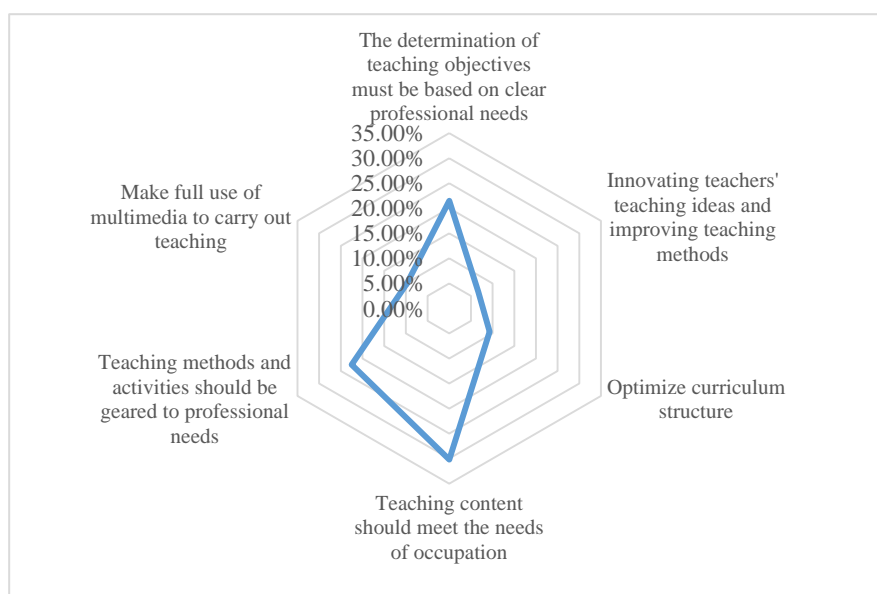 The determination of
teaching objectives
must be based on clear
professional needs
35.00%
30.00%
25.00%
20.00%
15.00%
10.00%
5.00%
0.00%
Innovating teachers'
teaching ideas and
improving teaching
methods
Optimize curriculum
structure
Teaching content
should meet the needs
of occupation
Teaching methods and
activities should be
geared to professional
needs
Make full use of
multimedia to carry out
teaching